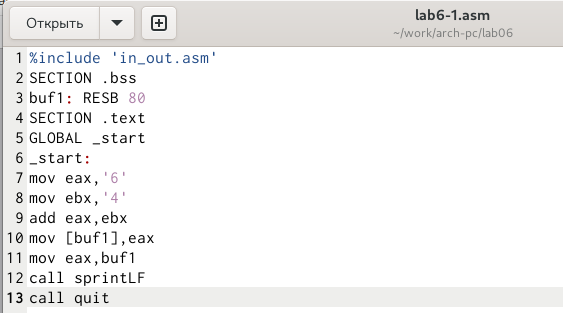 Открыть
lab6-1.asm
~/work/arch-pc/lab06
1 %include 'in_out.asm'
2 SECTION .bss
3 buf1: RESB 80
4 SECTION .text
5 GLOBAL _start
6 _start:
7 mov eax,'6'
8 mov ebx,'4'
9 add eax,ebx
10 mov [buf1],eax
11 mov eax,buf1
12 call sprintLF
13 call quit